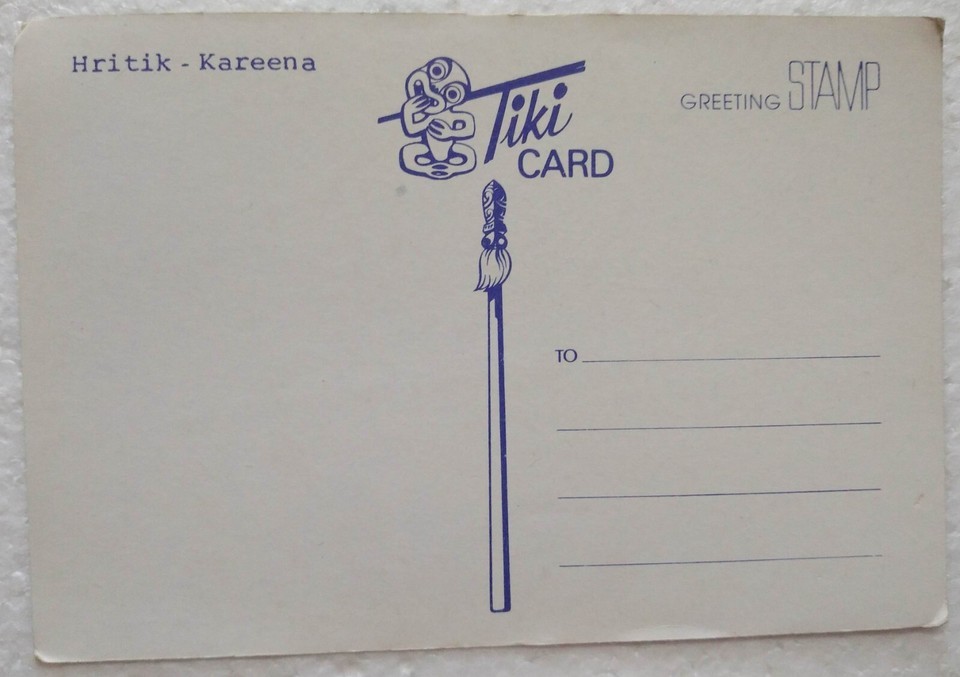 Hritik - Kareena
Tiki
CARD
GREETING STAMP
TO